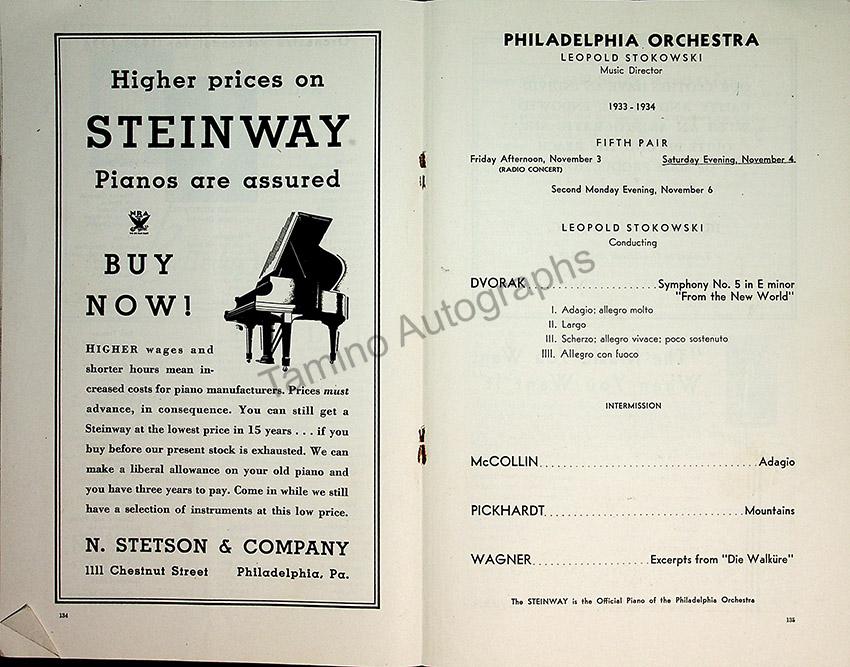 Higher prices on
STEINWAY
Pianos are assured
NRA
BUY
NOW!
HIGHER wages and
shorter hours mean in-
creased costs for piano manufacturers. Prices must
advance, in consequence. You can still get a
Steinway at the lowest price in 15 years . . . if you
buy before our present stock is exhausted. We can
make a liberal allowance on your old piano and
you have three years to pay. Come in while we still
have a selection of instruments at this low price.
N. STETSON & COMPANY
1111 Chestnut Street Philadelphia, Pa.
134
PHILADELPHIA ORCHESTRA
LEOPOLD STOKOWSKI
Music Director
1933 - 1934
FIFTH PAIR
Friday Afternoon, November 3 Saturday Evening, November 4
(RADIO CONCERT)
Second Monday Evening, November 6
LEOPOLD STOKOWSKI
Conducting
DVORAK........................Symphony No. 5 in E minor
"From the New World"
I. Adagio; allegro molto
II. Largo
III. Scherzo; allegro vivace; poco sostenuto
IIII. Allegro con fuoco
INTERMISSION
McCOLLIN........................................Adagio
PICKHARDT......................................Mountains
WAGNER......................Excerpts from "Die Walküre"
The STEINWAY is the Official Piano of the Philadelphia Orchestra
135
Tamino Autographs